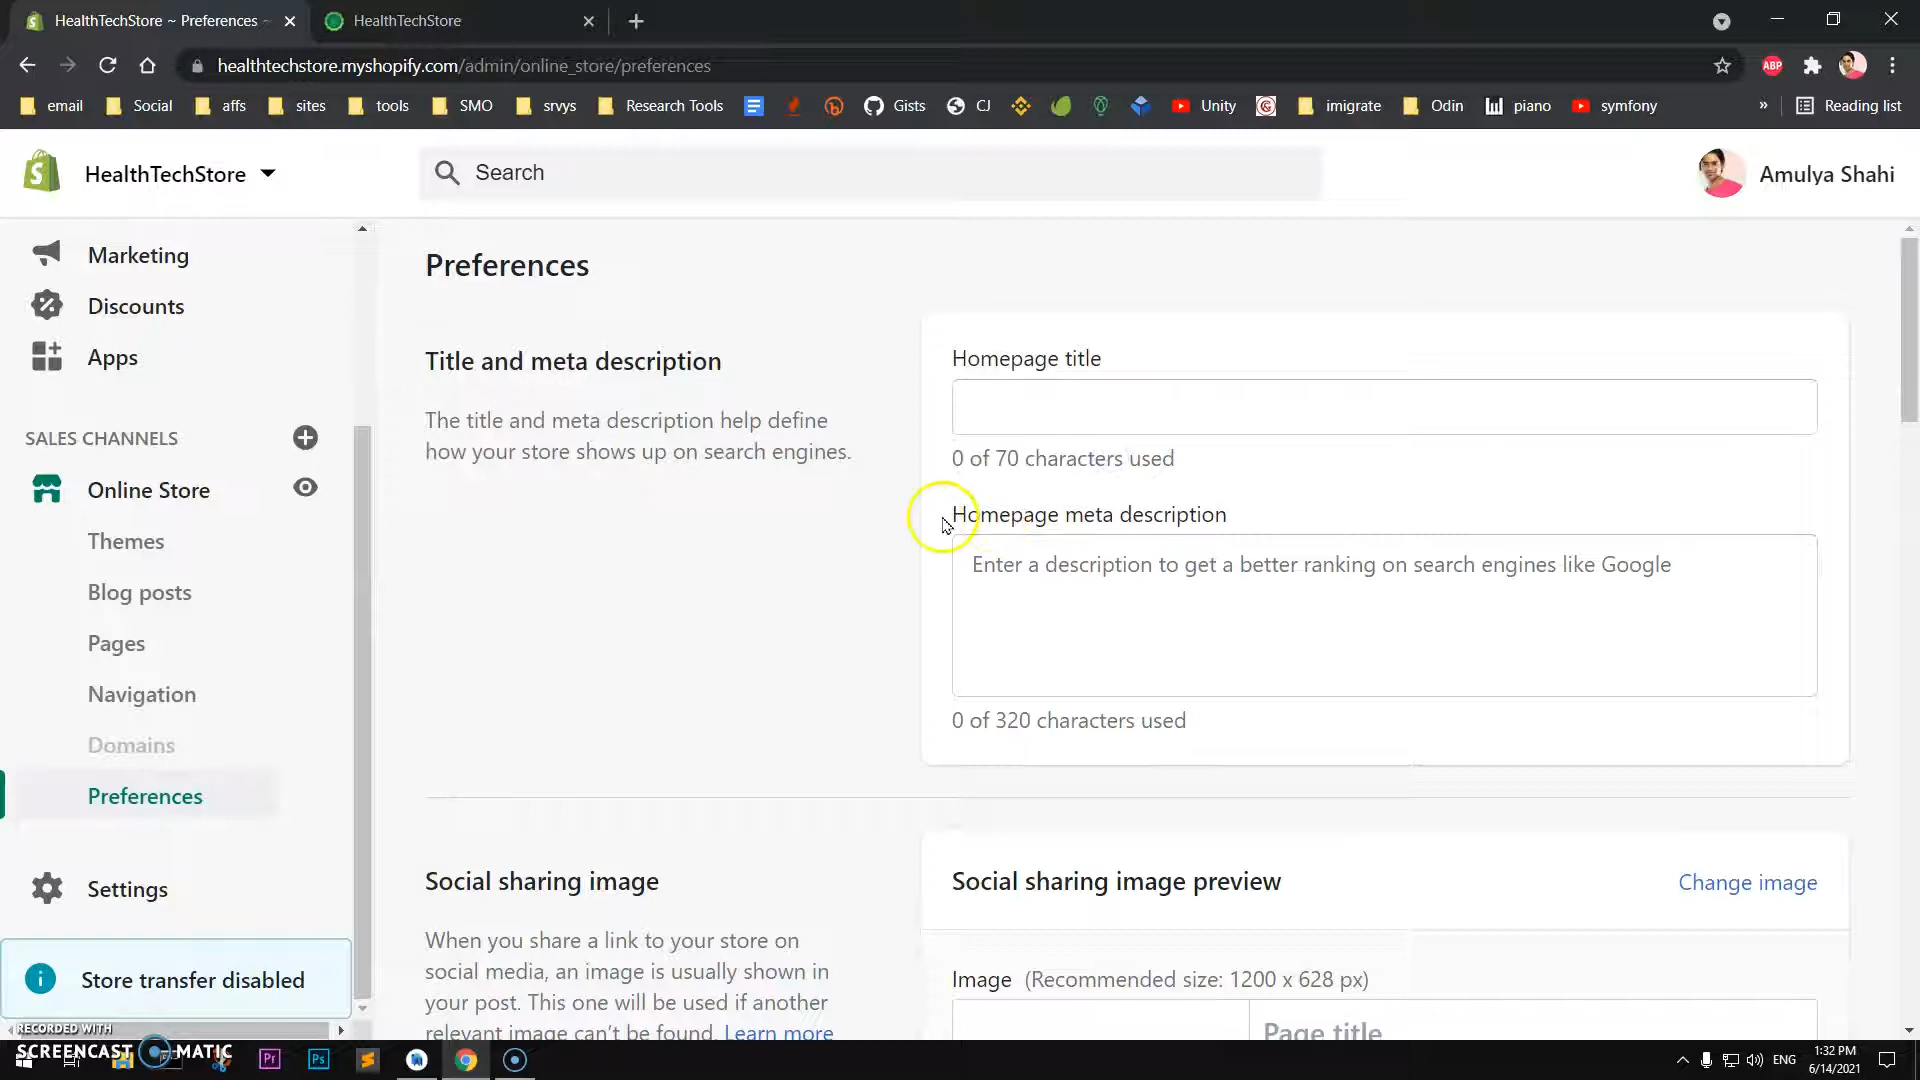 HealthTechStore ~ Preferences ~
HealthTechStore
healthtechstore.myshopify.com/admin/online_store/preferences
ABP
email
Social
affs
sites
tools
SMO
srvys
Research Tools
Gists
CJ
Unity
imigrate
Odin
piano
symfony
»
Reading list
HealthTechStore
Search
Amulya Shahi
Marketing
Discounts
Apps
SALES CHANNELS
Online Store
Themes
Blog posts
Pages
Navigation
Domains
Preferences
Settings
Store transfer disabled
Preferences
Title and meta description
The title and meta description help define
how your store shows up on search engines.
Homepage title
0 of 70 characters used
Homepage meta description
Enter a description to get a better ranking on search engines like Google
0 of 320 characters used
Social sharing image
When you share a link to your store on
social media, an image is usually shown in
your post. This one will be used if another
relevant image can't be found. Learn more
Social sharing image preview
Change image
Image (Recommended size: 1200 x 628 px)
Page title
RECORDED WITH
SCREENCAST MATIC
Pr
Ps
ENG
1:32 PM
6/14/2021